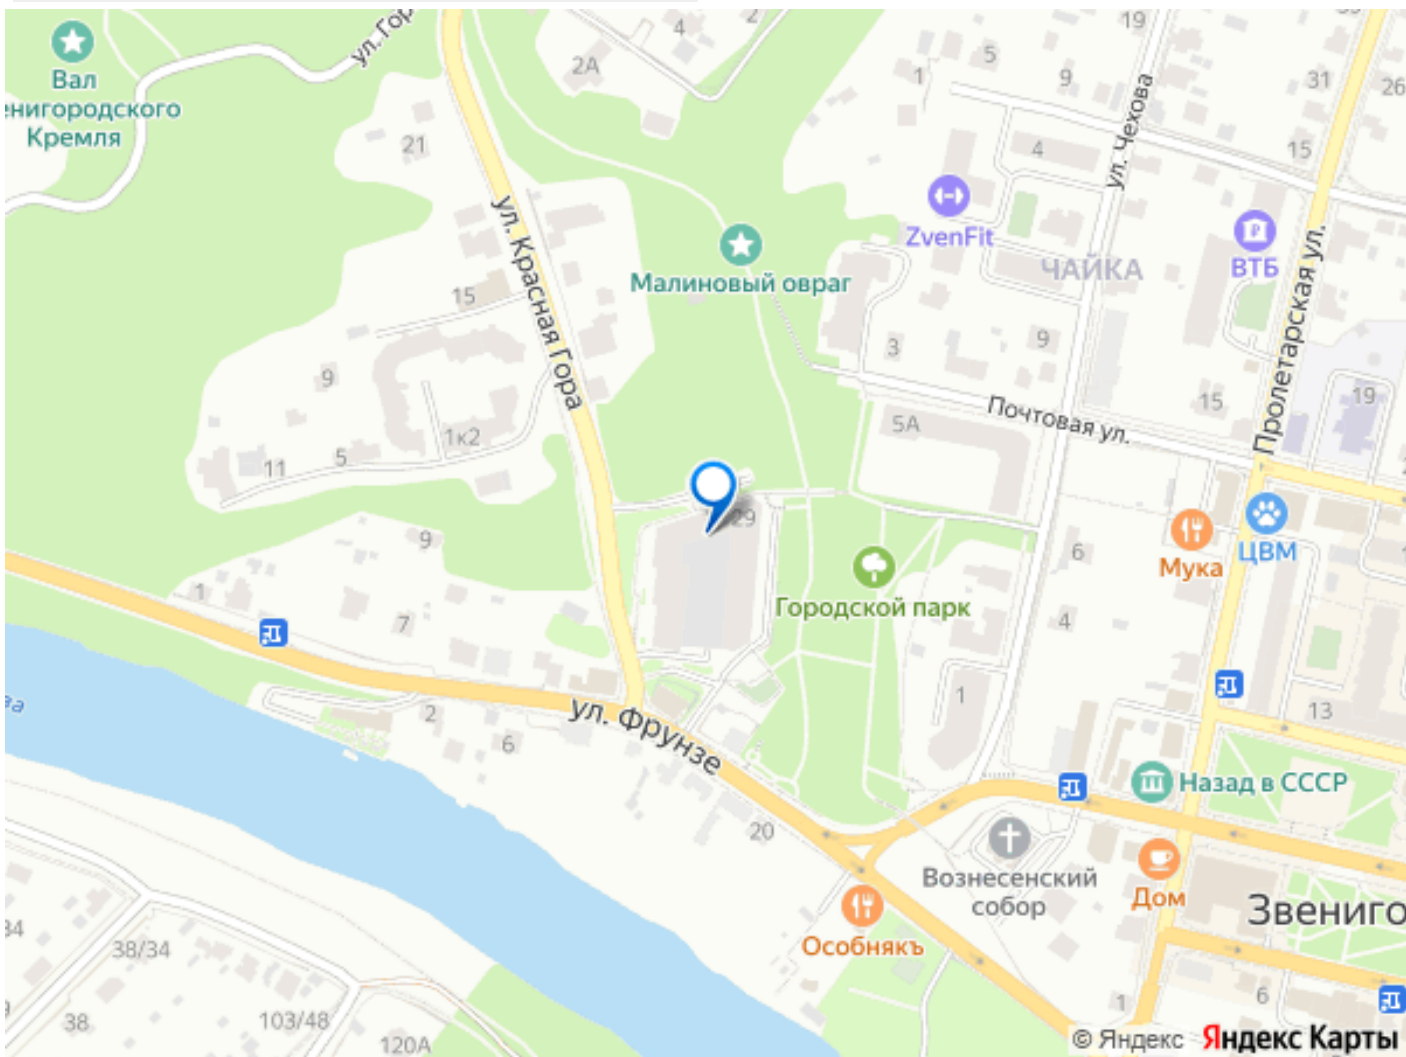 19
4
ул. Гор
2А
5
1
9
31
26
Вал
енигородского
Кремля
21
ул. Чехова
4
15
ул. Красная Гора
ZvenFit
ВТБ
Пролетарская ул.
Малиновый овраг
ЧАЙКА
15
3
9
9
Почтовая ул.
15
19
1к2
5А
5
11
29
9
6
Мука
ЦВМ
1
Городской парк
7
4
ва
2
1
13
ул. Фрунзе
6
Назад в СССР
20
Вознесенский
собор
Дом
Звениго
Особнякъ
34
38/34
38
103/48
120А
1
6
© Яндекс Яндекс Карты